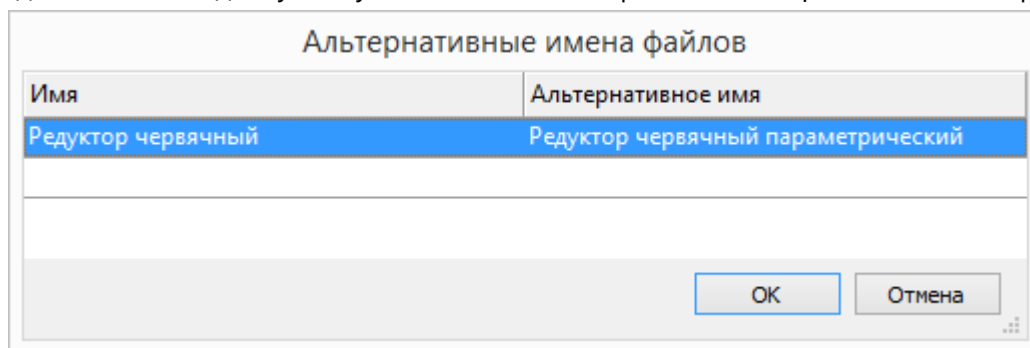 Альтернативные имена файлов
Имя Альтернативное имя
Редуктор червячный Редуктор червячный параметрический
OK Отмена